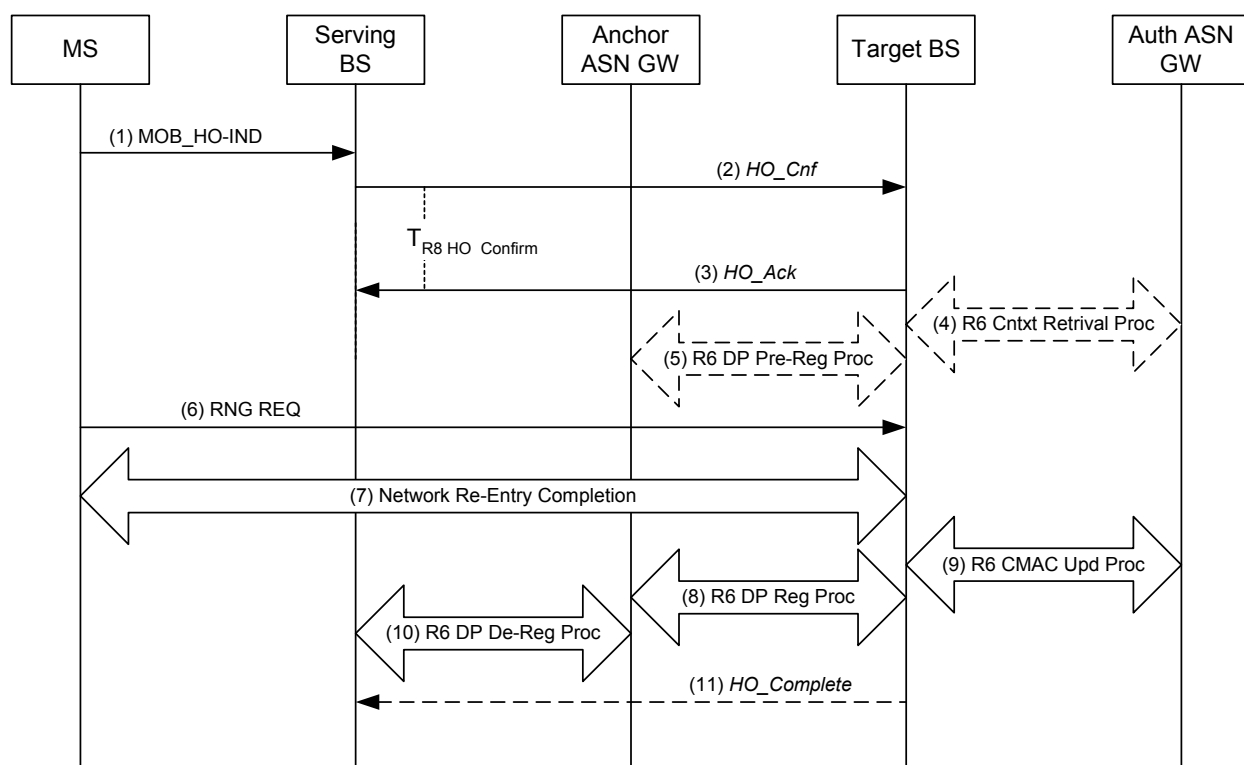 MS
Serving
BS
Anchor
ASN GW
Target BS
Auth ASN
GW
(1) MOB_HO-IND
(2) HO_Cnf
T R8 HO Confirm
(3) HO_Ack
(4) R6 Cntxt Retrival Proc
(5) R6 DP Pre-Reg Proc
(6) RNG REQ
(7) Network Re-Entry Completion
(9) R6 CMAC Upd Proc
(8) R6 DP Reg Proc
(10) R6 DP De-Reg Proc
(11) HO_Complete